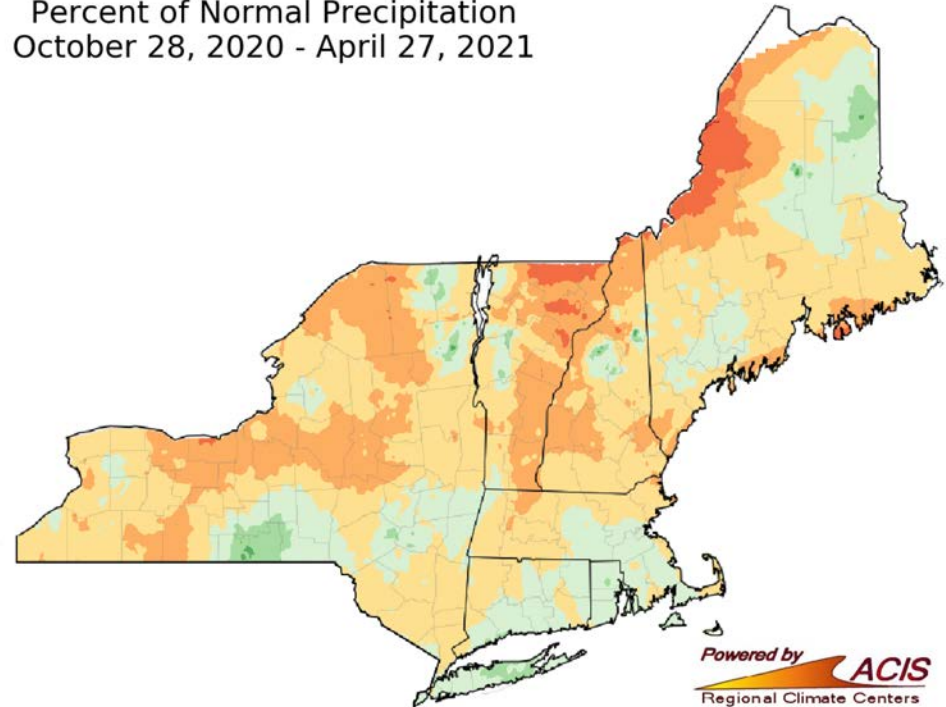 Percent of Normal Precipitation
October 28, 2020 - April 27, 2021
Powered by
ACIS
Regional Climate Centers